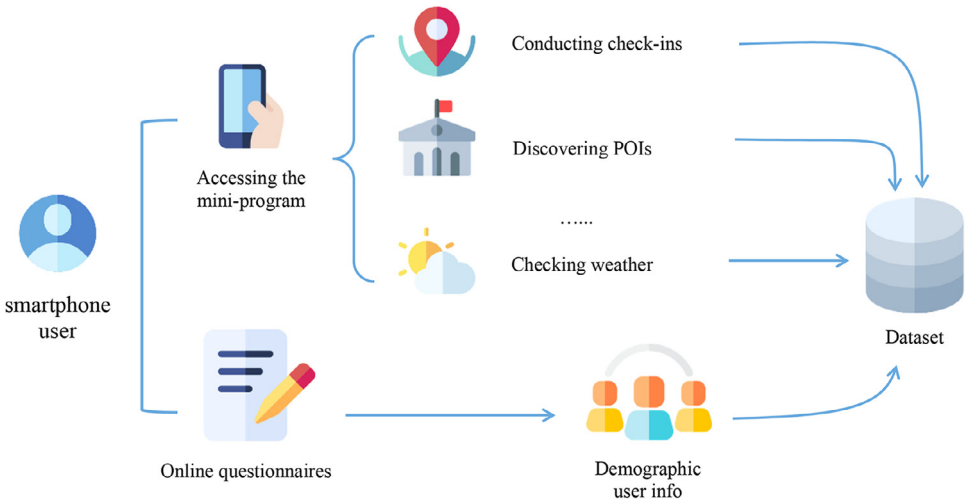 smartphone
user
Accessing the
mini-program
Conducting check-ins
Discovering POIs
…...
Checking weather
Dataset
Online questionnaires
Demographic
user info